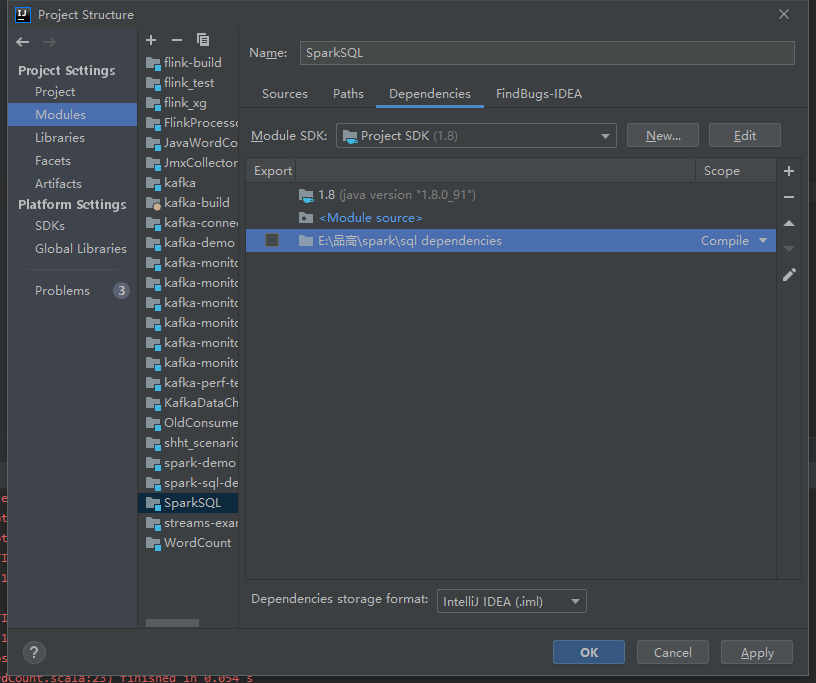 Project Structure
Project Settings
Project
Modules
Libraries
Facets
Artifacts
Platform Settings
SDKs
Global Libraries
Problems
3
flink-build
flink_test
flink_xg
FlinkProcesso
JavaWordCo
JmxCollector
kafka
kafka-build
kafka-conne
kafka-demo
kafka-monito
kafka-monito
kafka-monito
kafka-monito
kafka-monito
kafka-monito
kafka-perf-te
KafkaDataCh
OldConsume
shht_scenario
spark-demo
spark-sql-de
SparkSQL
streams-exar
WordCount
Name: SparkSQL
Sources Paths Dependencies FindBugs-IDEA
Module SDK: Project SDK (1.8) New... Edit
Export Scope
1.8 (java version "1.8.0_91")
<Module source>
E:\品高\spark\sql dependencies Compile
Dependencies storage format: IntelliJ IDEA (.iml)
? OK Cancel Apply
dCount.scala:23) finished in 0.054 s